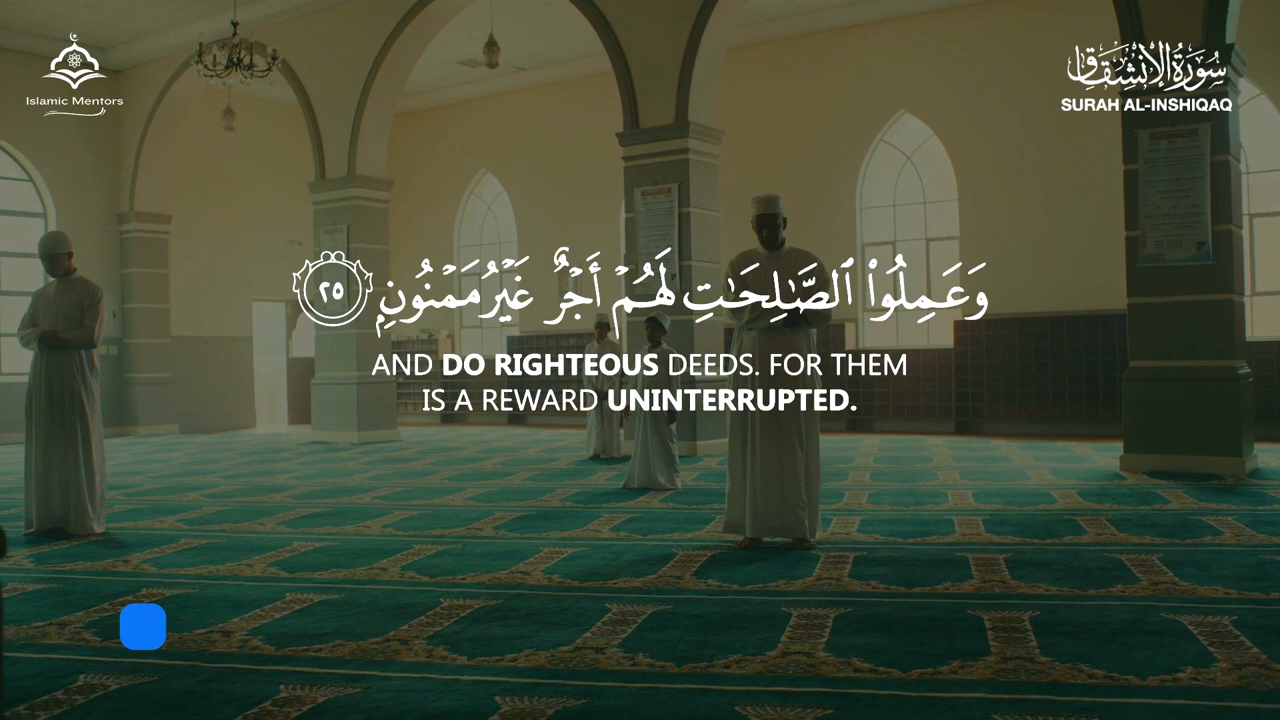 Islamic Mentors
سُورَةُ الْإِنْشِقَاقِ
SURAH AL-INSHIQAQ
وَعَمِلُوا۟ ٱلصَّـٰلِحَـٰتِ لَهُمْ أَجْرٌ غَيْرُ مَمْنُونٍۭ ٢٥
AND DO RIGHTEOUS DEEDS. FOR THEM
IS A REWARD UNINTERRUPTED.